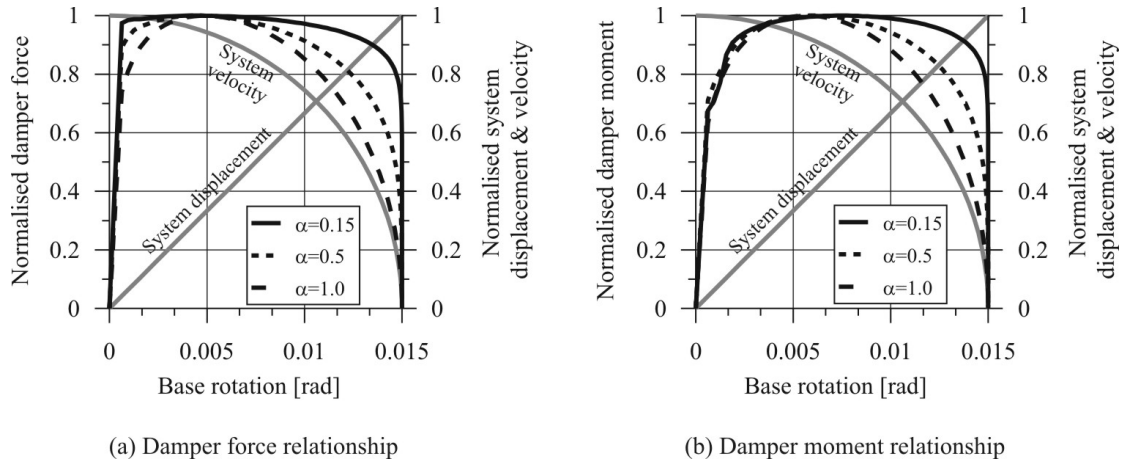 1
0.8
0.6
0.4
0.2
0
Normalised damper force
1
0.8
0.6
0.4
0.2
0
Normalised system
displacement & velocity
System
velocity
System displacement
α=0.15
α=0.5
α=1.0
0 0.005 0.01 0.015
Base rotation [rad]
(a) Damper force relationship
1
0.8
0.6
0.4
0.2
0
Normalised damper moment
1
0.8
0.6
0.4
0.2
0
Normalised system
displacement & velocity
System
velocity
System displacement
α=0.15
α=0.5
α=1.0
0 0.005 0.01 0.015
Base rotation [rad]
(b) Damper moment relationship